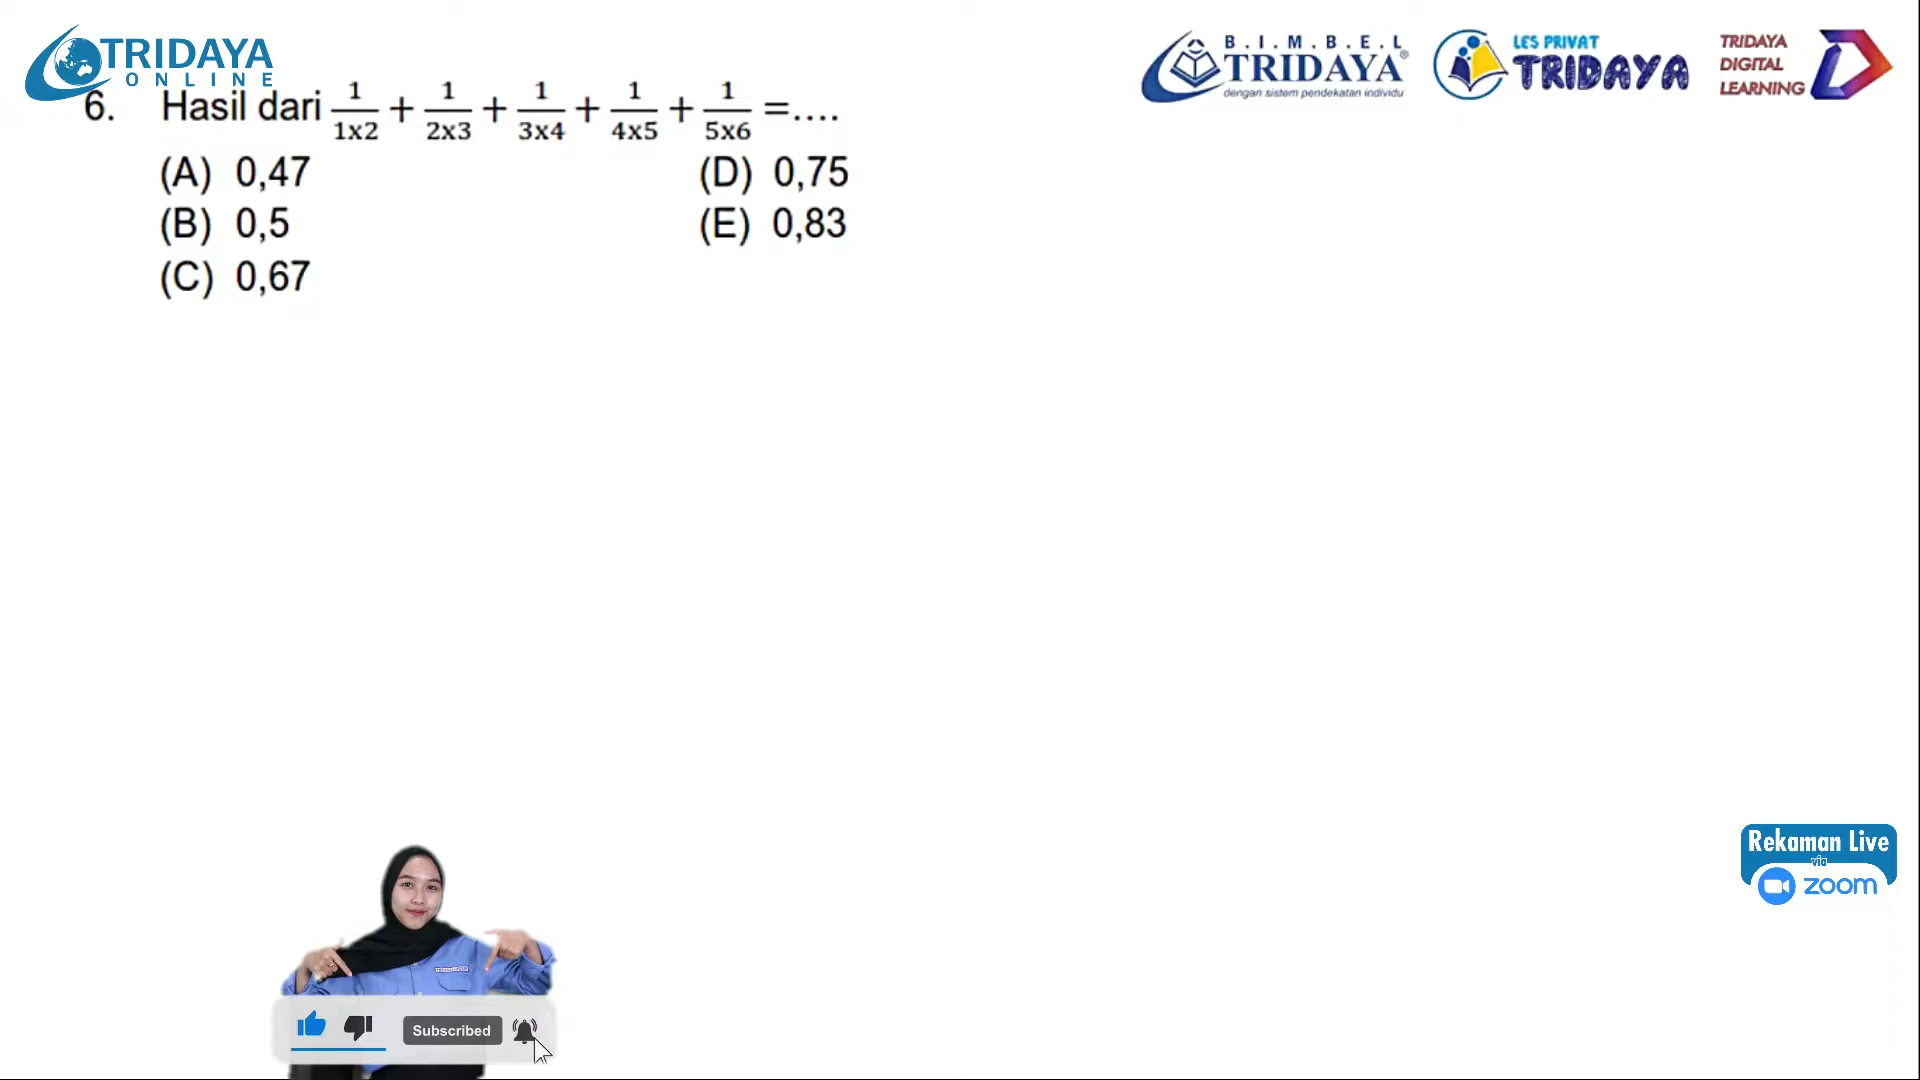 TRIDAYA
ONLINE
B.I.M.B.E.L
TRIDAYA®
dengan sistem pendekatan individu
LES PRIVAT
TRIDAYA
TRIDAYA
DIGITAL
LEARNING
6. Hasil dari 1/1x2 + 1/2x3 + 1/3x4 + 1/4x5 + 1/5x6 =....
(A) 0,47
(D) 0,75
(B) 0,5
(E) 0,83
(C) 0,67
Rekaman Live
via
zoom
Subscribed